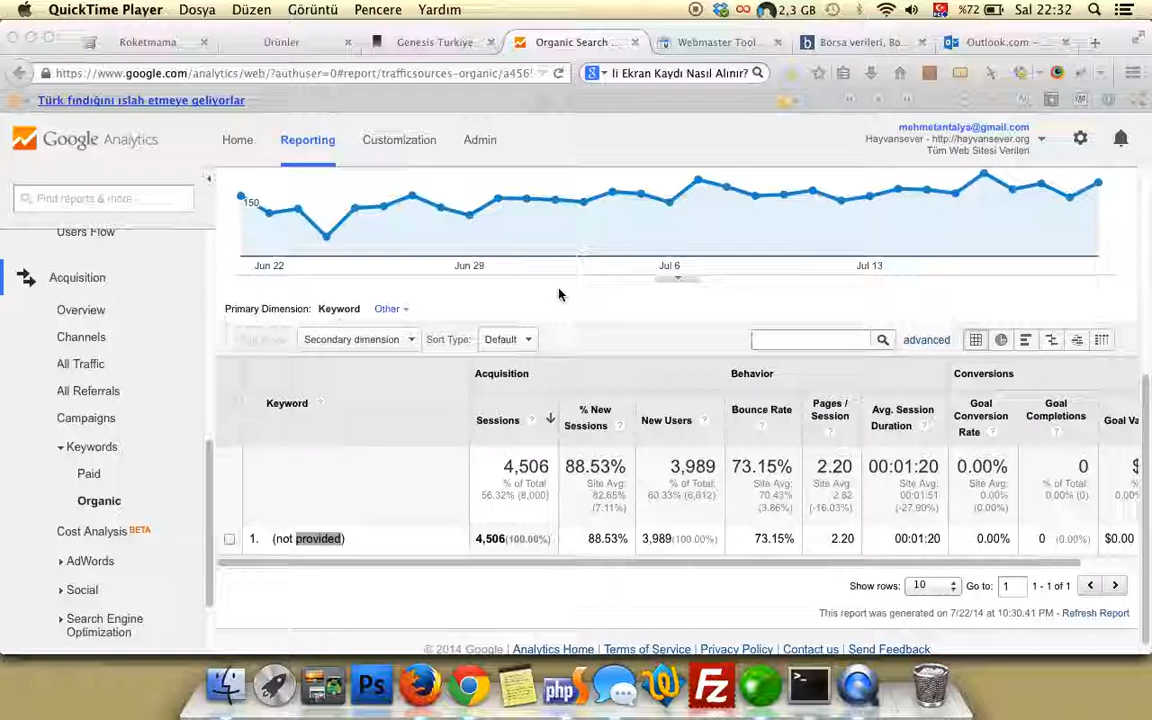 QuickTime Player Dosya Düzen Görüntü Pencere Yardım 2,3 GB %72 Sal 22:32
Roketmama Ürünler Genesis Turkiye... Organic Search ... Webmaster Tool... Borsa verileri, Bo... Outlook.com –
https://www.google.com/analytics/web/?authuser=0#report/trafficsources-organic/a456! li Ekran Kaydı Nasıl Alınır?
Türk fındığını ıslah etmeye geliyorlar
Google Analytics Home Reporting Customization Admin
mehmetantalya@gmail.com
Hayvansever - http://hayvansever.org
Tüm Web Sitesi Verileri
Find reports & more
150
Jun 22 Jun 29 Jul 6 Jul 13
Users Flow
Acquisition
Overview
Channels
All Traffic
All Referrals
Campaigns
Keywords
Paid
Organic
Cost Analysis BETA
AdWords
Social
Search Engine
Optimization
Primary Dimension: Keyword Other
Secondary dimension Sort Type: Default advanced
Acquisition Behavior Conversions
Keyword Sessions % New Sessions New Users Bounce Rate Pages / Session Avg. Session Duration Goal Conversion Rate Goal Completions Goal Va
4,506 88.53% 3,989 73.15% 2.20 00:01:20 0.00% 0 $
% of Total: 56.32% (8,000) Site Avg: 82.65% (7.11%) % of Total: 60.33% (6,612) Site Avg: 70.43% (3.86%) Site Avg: 2.62 (-16.03%) Site Avg: 00:01:51 (-27.90%) Site Avg: 0.00% (0.00%) % of Total: 0.00% (0)
1. (not provided) 4,506(100.00%) 88.53% 3,989(100.00%) 73.15% 2.20 00:01:20 0.00% 0 (0.00%) $0.00
Show rows: 10 Go to: 1 1 - 1 of 1
This report was generated on 7/22/14 at 10:30:41 PM - Refresh Report
© 2014 Google | Analytics Home | Terms of Service | Privacy Policy | Contact us | Send Feedback
Ps
php
Fz